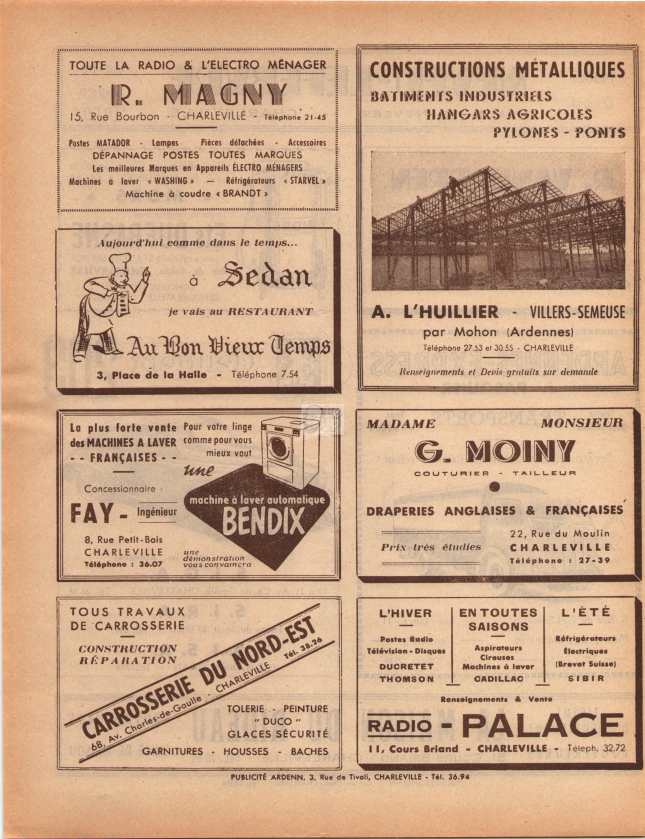 TOUTE LA RADIO & L'ELECTRO MÉNAGER
R. MAGNY
15, Rue Bourbon - CHARLEVILLE - Téléphone 21-45
Postes MATADOR - Lampes Pièces détachées - Accessoires
DÉPANNAGE POSTES TOUTES MARQUES
Les meilleures Marques en Appareils ÉLECTRO MÉNAGERS
Machines à laver « WASHING » — Réfrigérateurs « STARVEL »
Machine à coudre « BRANDT »
CONSTRUCTIONS MÉTALLIQUES
BATIMENTS INDUSTRIELS
HANGARS AGRICOLES
PYLONES - PONTS
A. L'HUILLIER - VILLERS-SEMEUSE
par Mohon (Ardennes)
Téléphone 27.53 et 30.55 - CHARLEVILLE
Renseignements et Devis gratuits sur demande
Aujourd'hui comme dans le temps...
à Sedan
je vais au RESTAURANT
Au Bon Vieux Temps
3, Place de la Halle - Téléphone 7.54
La plus forte vente
des MACHINES A LAVER
- - FRANÇAISES - -
Concessionnaire :
FAY - Ingénieur
8, Rue Petit-Bois
CHARLEVILLE
Téléphone : 36.07
Pour votre linge
comme pour vous
mieux vaut
une
machine à laver automatique
BENDIX
une
démonstration
vous convaincra
MADAME MONSIEUR
G. MOINY
COUTURIER - TAILLEUR
DRAPERIES ANGLAISES & FRANÇAISES
Prix très étudiés
22, Rue du Moulin
CHARLEVILLE
Téléphone : 27-39
TOUS TRAVAUX
DE CARROSSERIE
CONSTRUCTION
RÉPARATION
CARROSSERIE DU NORD-EST
68, Av. Charles-de-Gaulle - CHARLEVILLE - Tél. 38-26
TOLERIE - PEINTURE
"DUCO"
GLACES SÉCURITÉ
GARNITURES - HOUSSES - BACHES
L'HIVER
Postes Radio
Télévision - Disques
DUCRETET
THOMSON
EN TOUTES
SAISONS
Aspirateurs
Cireuses
Machines à laver
CADILLAC
L'ÉTÉ
Réfrigérateurs
Électriques
(Brevet Suisse)
SIBIR
Renseignements & Vente
RADIO - PALACE
11, Cours Briand - CHARLEVILLE - Téléph. 32.72
PUBLICITÉ ARDENN. 3, Rue de Tivoli, CHARLEVILLE - Tél. 36.94